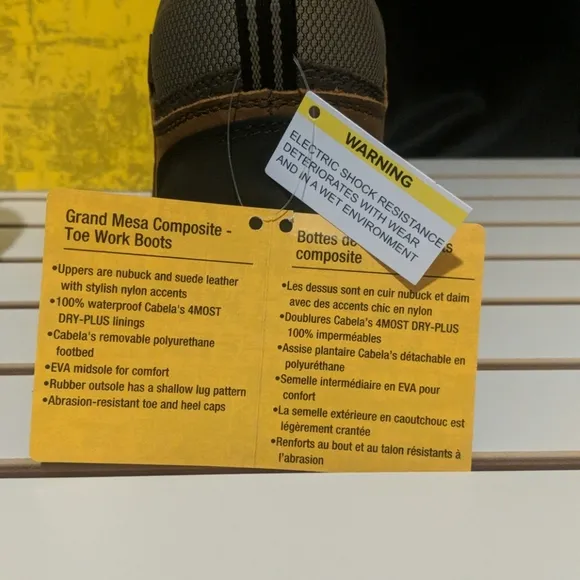 WARNING
ELECTRIC SHOCK RESISTANCE
DETERIORATES WITH WEAR
AND IN A WET ENVIRONMENT
Grand Mesa Composite -
Toe Work Boots
•Uppers are nubuck and suede leather
with stylish nylon accents
•100% waterproof Cabela's 4MOST
DRY-PLUS linings
•Cabela's removable polyurethane
footbed
•EVA midsole for comfort
•Rubber outsole has a shallow lug pattern
•Abrasion-resistant toe and heel caps
Bottes de
composite
•Les dessus sont en cuir nubuck et daim
avec des accents chic en nylon
•Doublures Cabela's 4MOST DRY-PLUS
100% imperméables
•Assise plantaire Cabela's détachable en
polyuréthane
•Semelle intermédiaire en EVA pour
confort
•La semelle extérieure en caoutchouc est
légèrement crantée
•Renforts au bout et au talon résistants à
l'abrasion